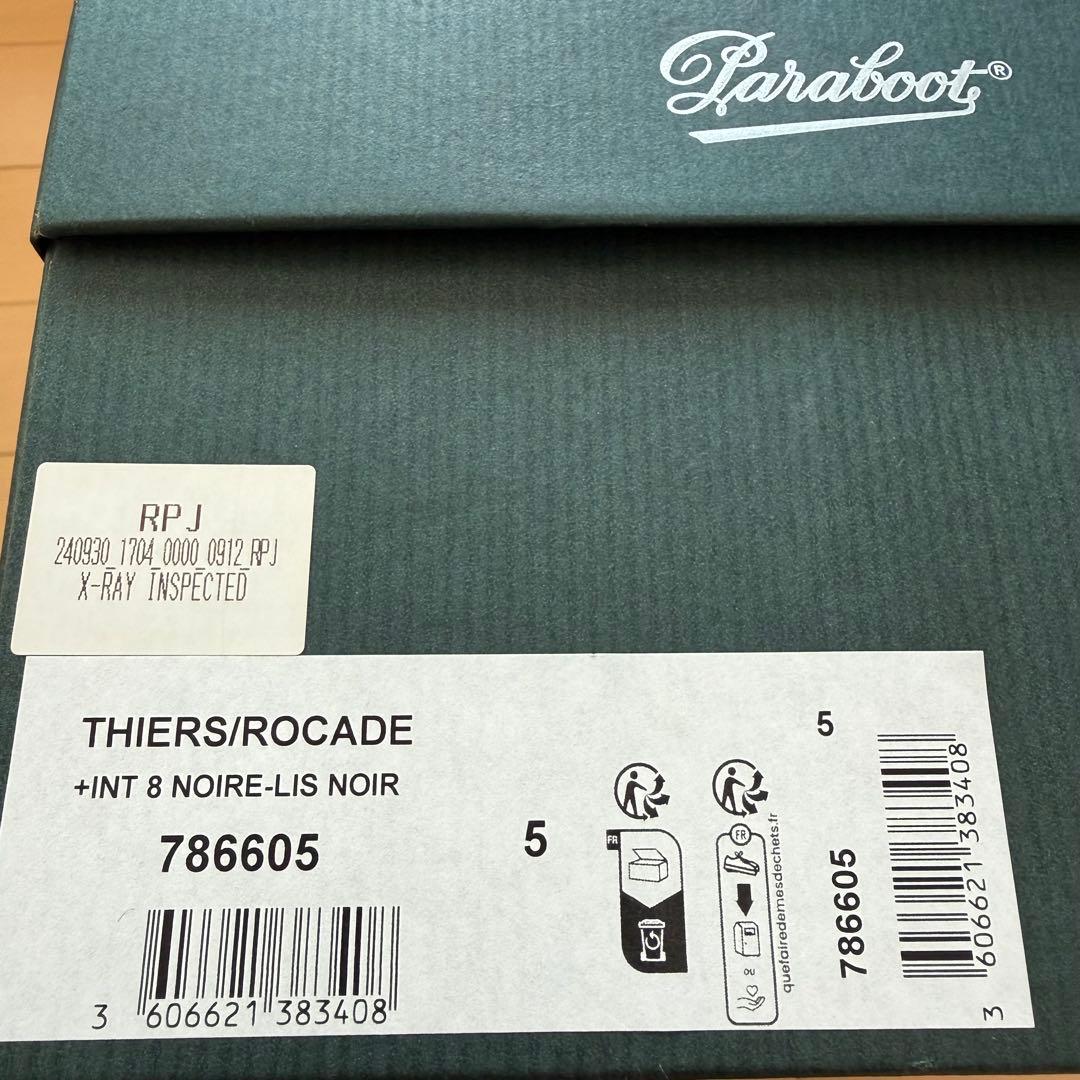 Paraboot®
RPJ
240930_1704_0000_0912_RPJ
X-RAY INSPECTED
THIERS/ROCADE
+INT 8 NOIRE-LIS NOIR
786605
5
3 606621 383408
FR
FR
quefairedemesdechets.fr
5
786605
3 606621 383408